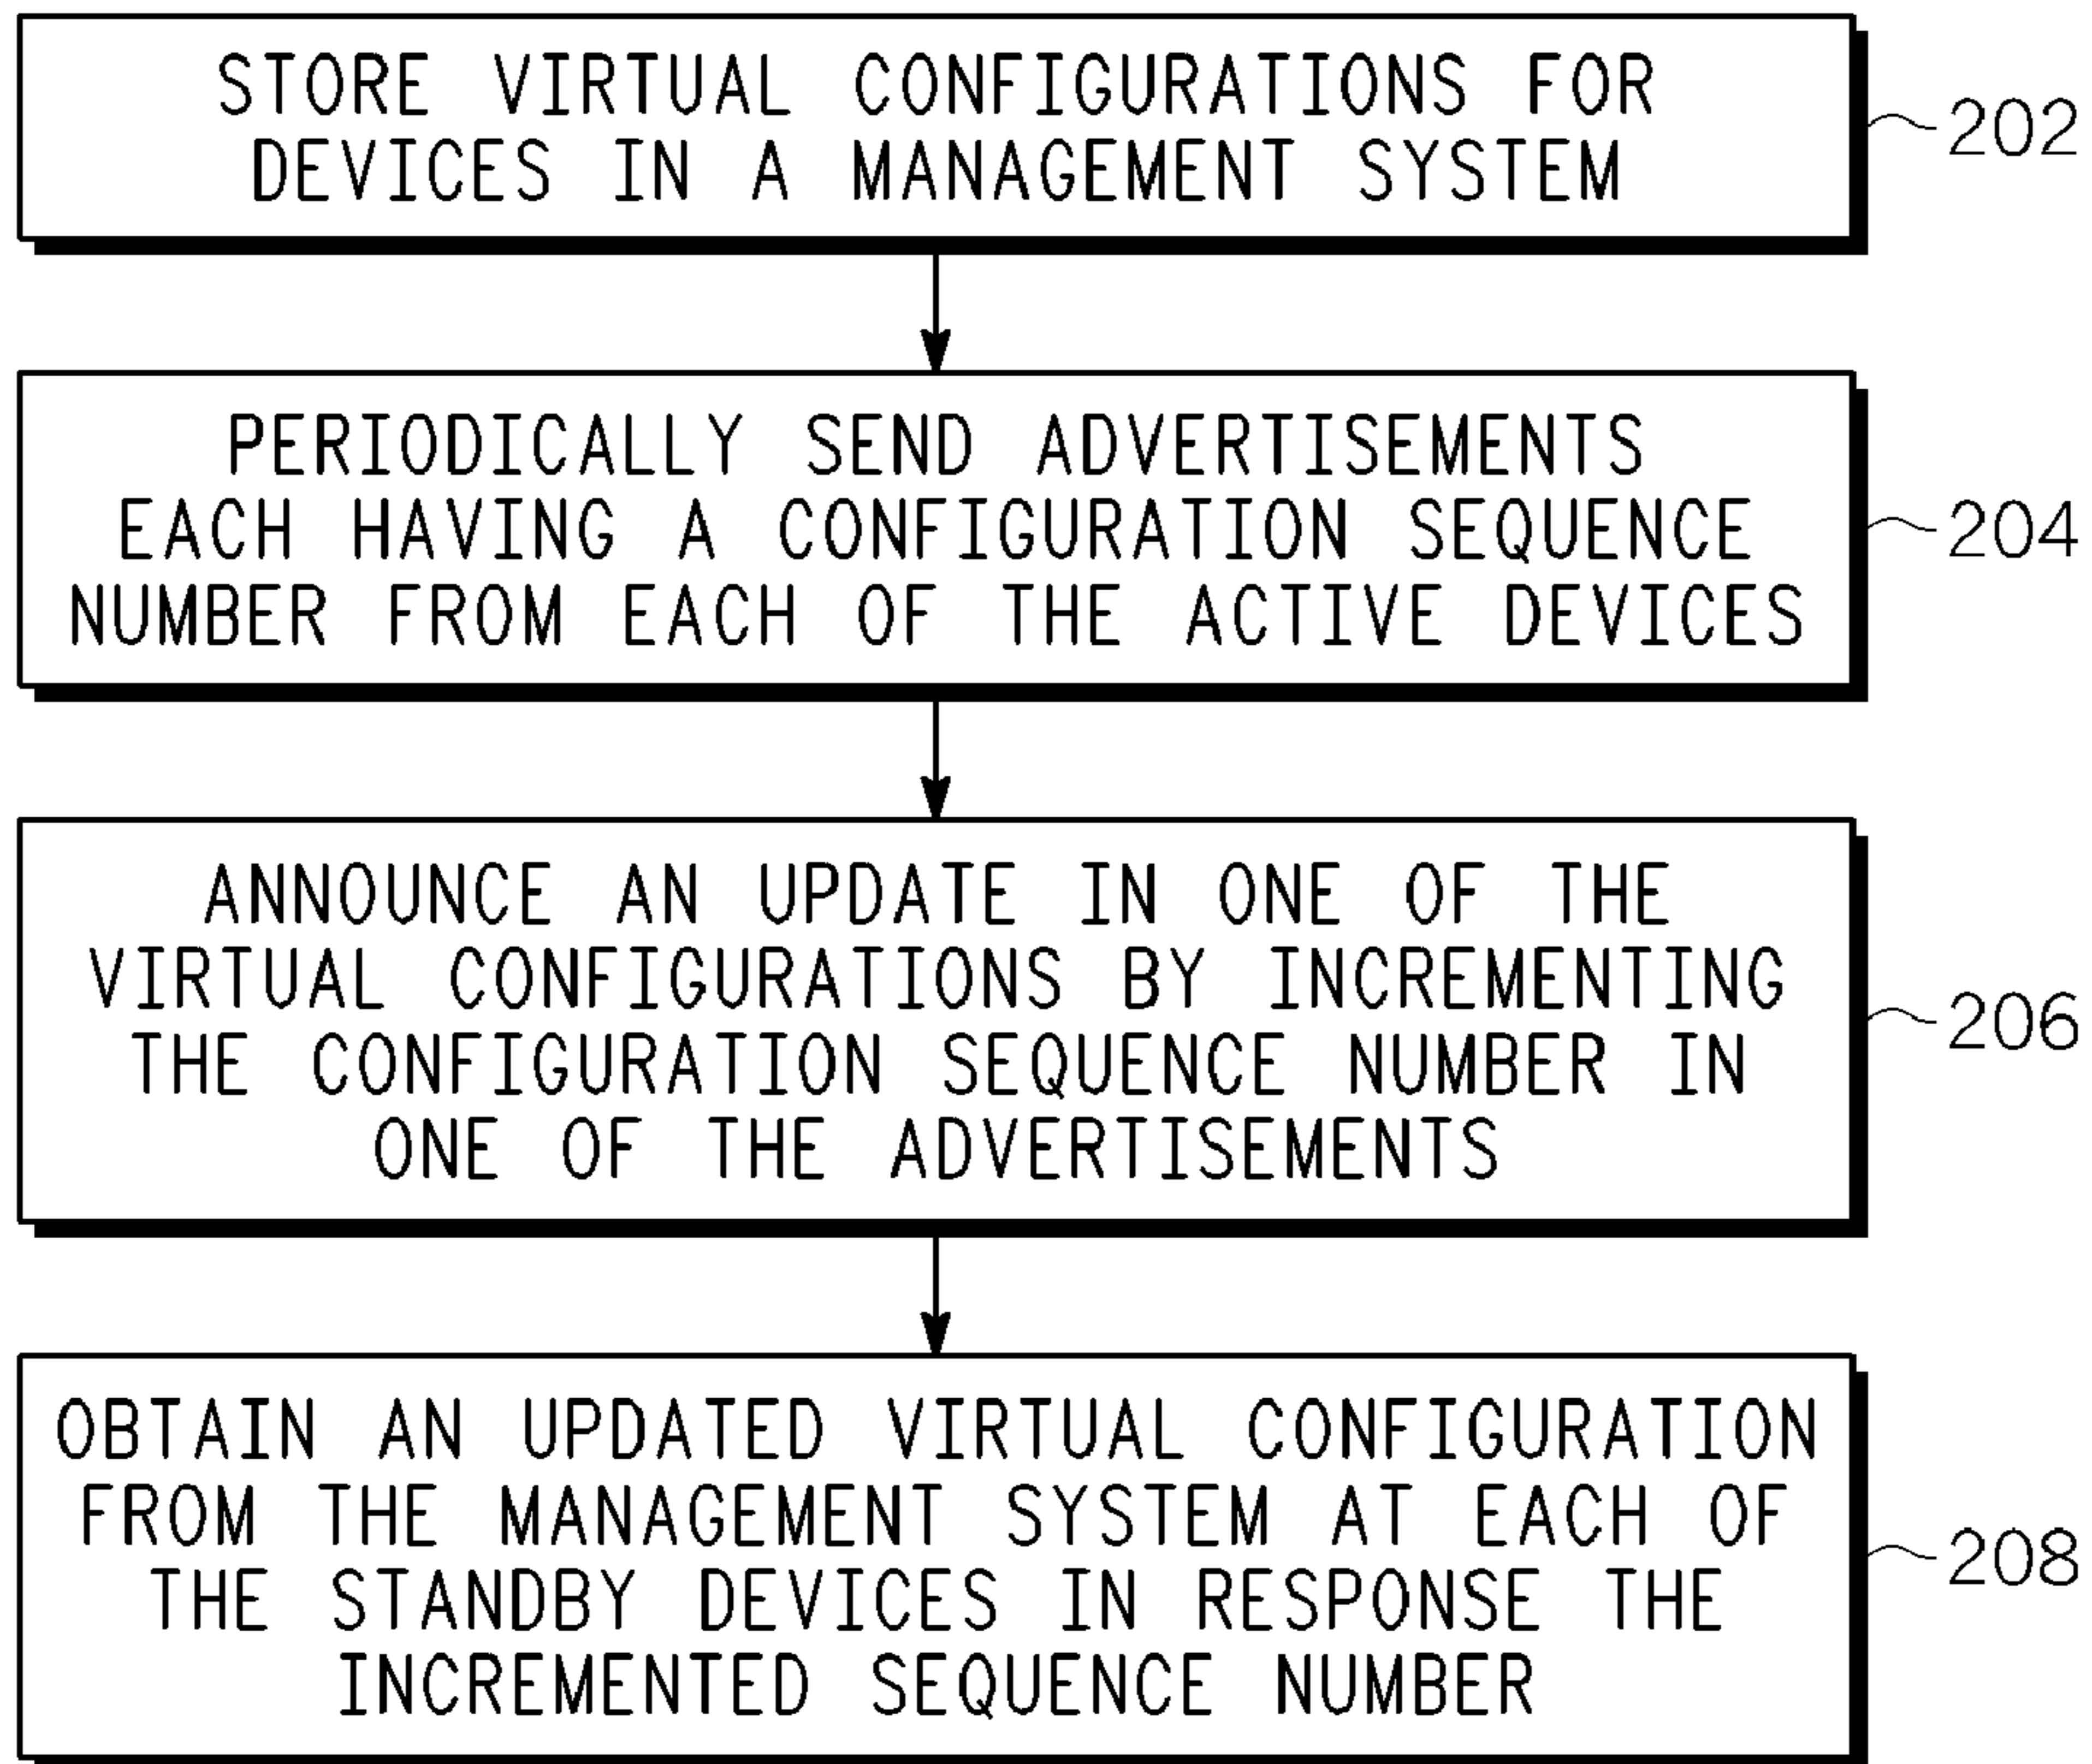 STORE VIRTUAL CONFIGURATIONS FOR
DEVICES IN A MANAGEMENT SYSTEM
202
PERIODICALLY SEND ADVERTISEMENTS
EACH HAVING A CONFIGURATION SEQUENCE
NUMBER FROM EACH OF THE ACTIVE DEVICES
204
ANNOUNCE AN UPDATE IN ONE OF THE
VIRTUAL CONFIGURATIONS BY INCREMENTING
THE CONFIGURATION SEQUENCE NUMBER IN
ONE OF THE ADVERTISEMENTS
206
OBTAIN AN UPDATED VIRTUAL CONFIGURATION
FROM THE MANAGEMENT SYSTEM AT EACH OF
THE STANDBY DEVICES IN RESPONSE THE
INCREMENTED SEQUENCE NUMBER
208